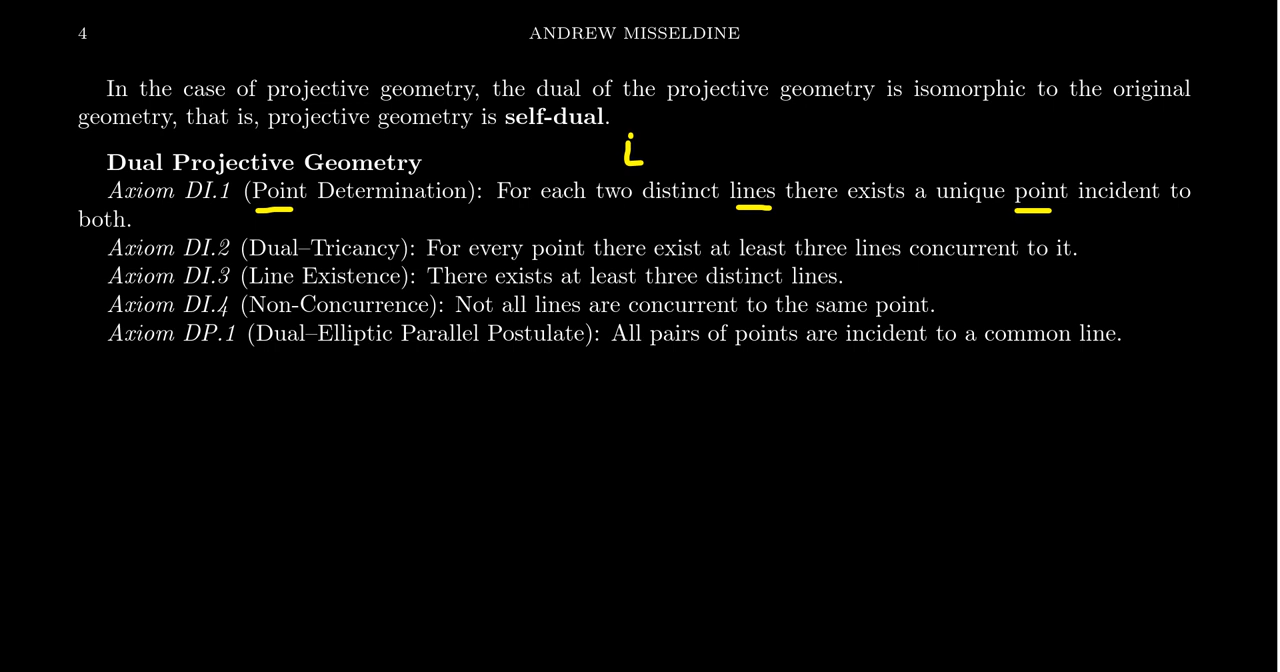 4 ANDREW MISSELDINE
In the case of projective geometry, the dual of the projective geometry is isomorphic to the original
geometry, that is, projective geometry is self-dual.
Dual Projective Geometry
Axiom DI.1 (Point Determination): For each two distinct lines there exists a unique point incident to
both.
Axiom DI.2 (Dual–Tricancy): For every point there exist at least three lines concurrent to it.
Axiom DI.3 (Line Existence): There exists at least three distinct lines.
Axiom DI.4 (Non-Concurrence): Not all lines are concurrent to the same point.
Axiom DP.1 (Dual–Elliptic Parallel Postulate): All pairs of points are incident to a common line.